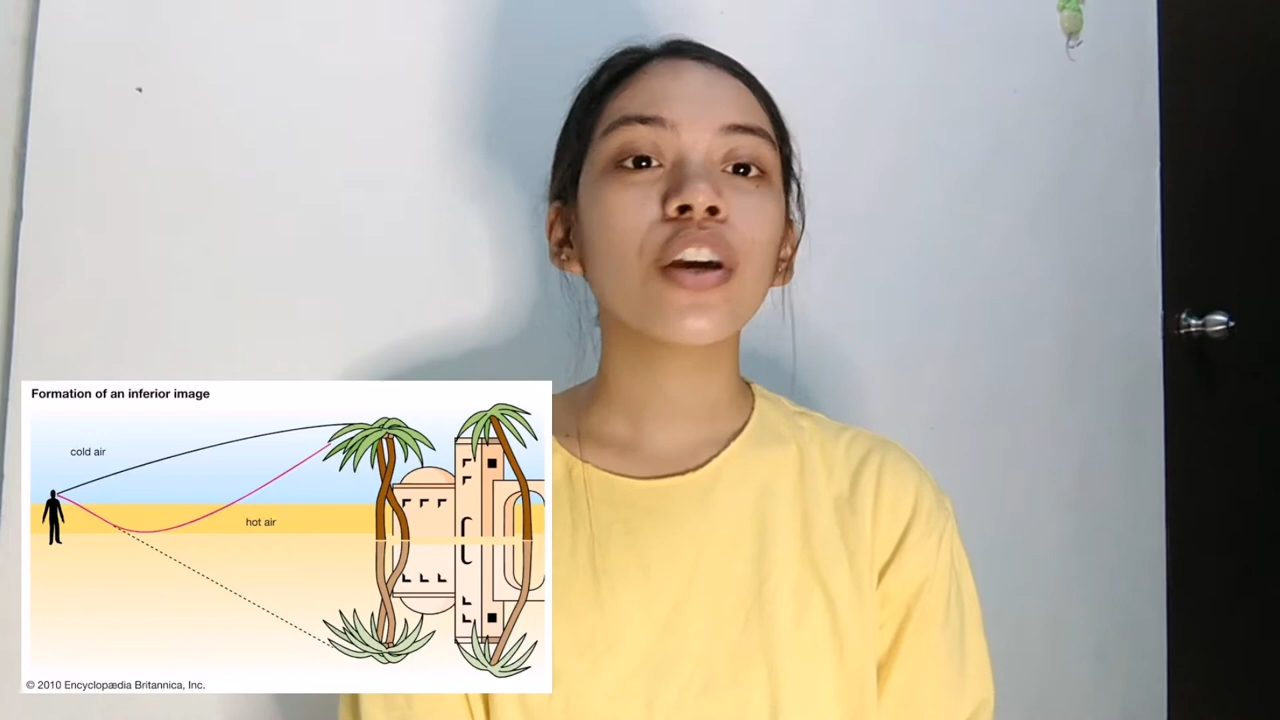 Formation of an inferior image
cold air
hot air
© 2010 Encyclopædia Britannica, Inc.